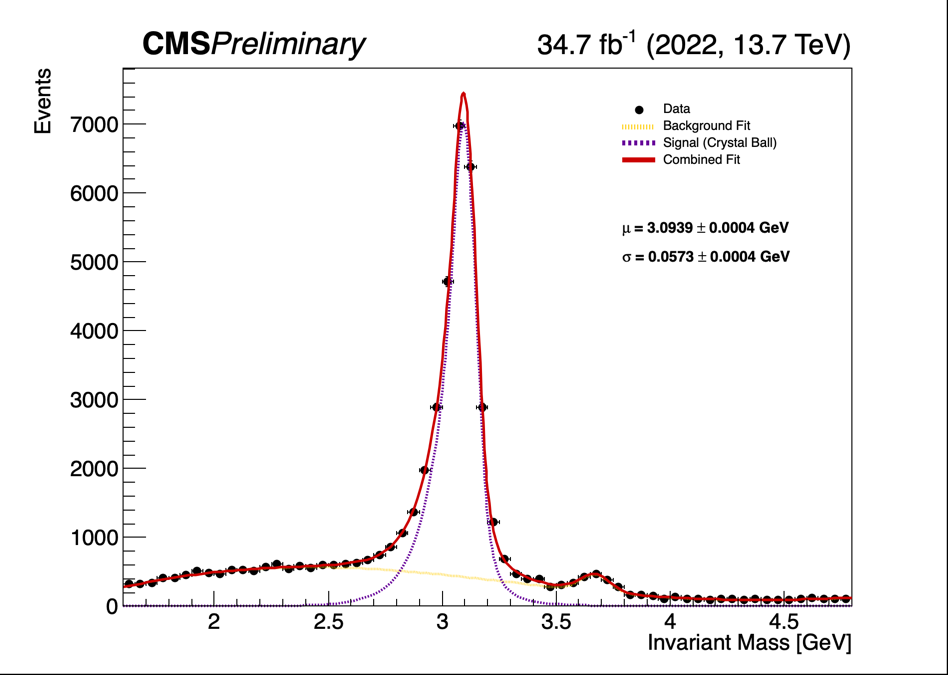 CMSPreliminary
34.7 fb⁻¹ (2022, 13.7 TeV)
Events
7000
6000
5000
4000
3000
2000
1000
0
Data
Background Fit
Signal (Crystal Ball)
Combined Fit
μ = 3.0939 ± 0.0004 GeV
σ = 0.0573 ± 0.0004 GeV
2
2.5
3
3.5
4
4.5
Invariant Mass [GeV]